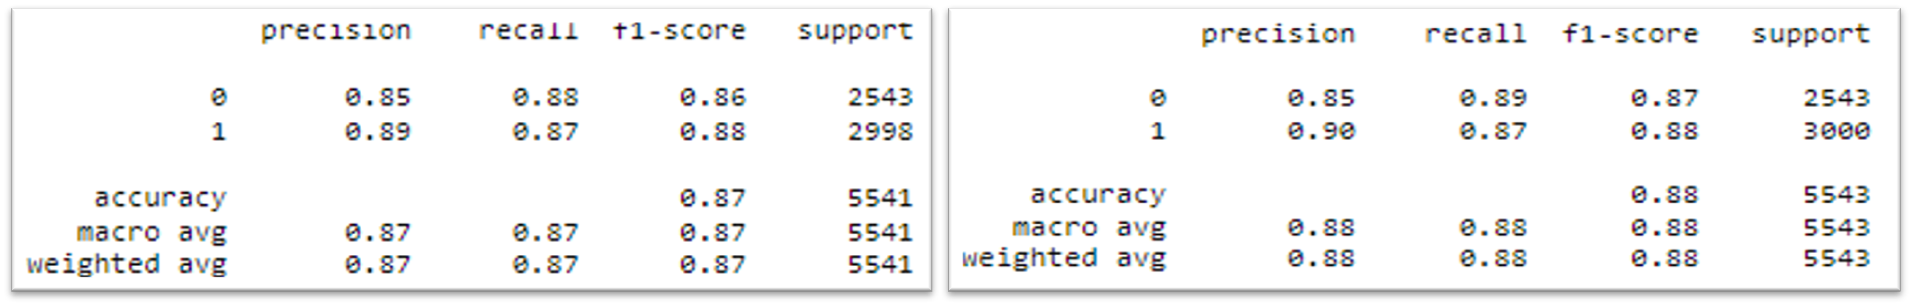 precision recall f1-score support
0 0.85 0.88 0.86 2543
1 0.89 0.87 0.88 2998
accuracy 0.87 5541
macro avg 0.87 0.87 0.87 5541
weighted avg 0.87 0.87 0.87 5541
precision recall f1-score support
0 0.85 0.89 0.87 2543
1 0.90 0.87 0.88 3000
accuracy 0.88 5543
macro avg 0.88 0.88 0.88 5543
weighted avg 0.88 0.88 0.88 5543